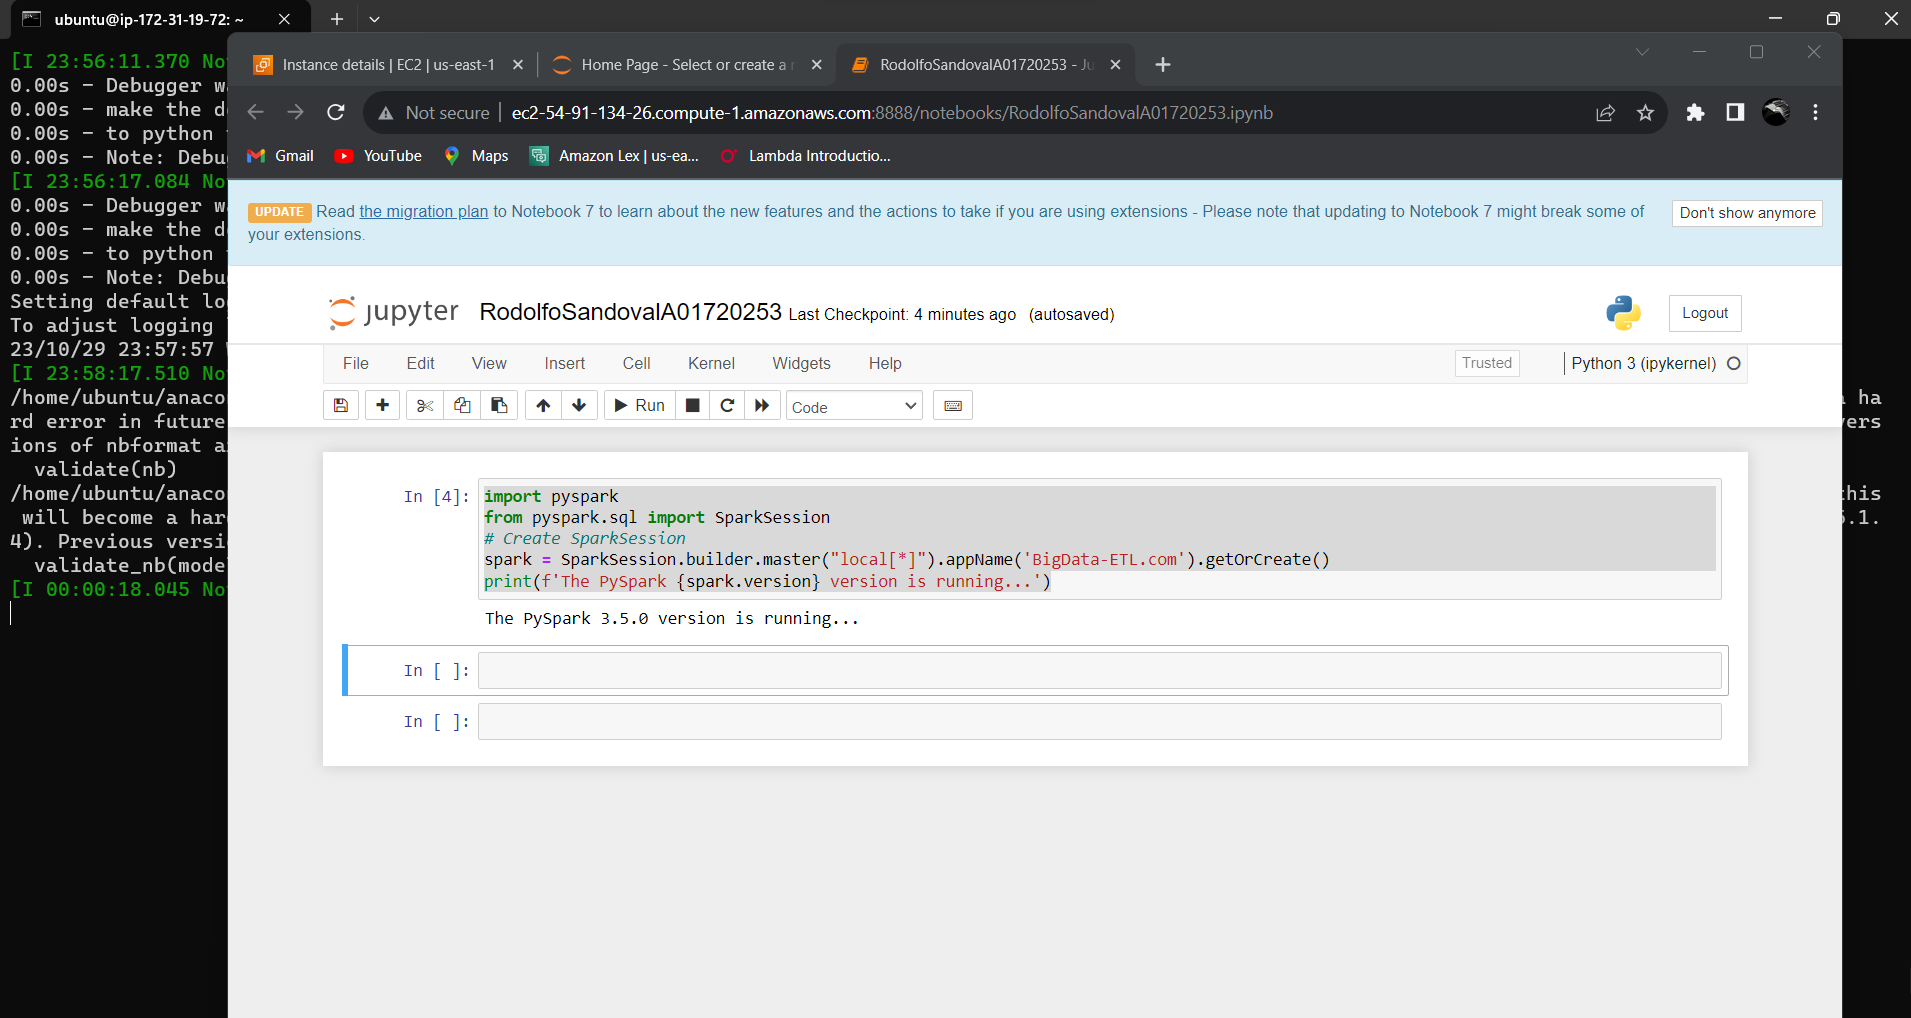 ubuntu@ip-172-31-19-72: ~
[I 23:56:11.370 No
0.00s - Debugger w
0.00s - make the d
0.00s - to python
0.00s - Note: Debu
[I 23:56:17.084 No
0.00s - Debugger w
0.00s - make the d
0.00s - to python
0.00s - Note: Debu
Setting default lo
To adjust logging
23/10/29 23:57:57
[I 23:58:17.510 No
/home/ubuntu/anaco
ha
rd error in future
vers
ions of nbformat a
validate(nb)
/home/ubuntu/anaco
his
will become a har
.1.
4). Previous versi
validate_nb(mode
[I 00:00:18.045 No
Instance details | EC2 | us-east-1
Home Page - Select or create a
RodolfoSandovalA01720253 - Ju
Not secure
ec2-54-91-134-26.compute-1.amazonaws.com:8888/notebooks/RodolfoSandovalA01720253.ipynb
Gmail
YouTube
Maps
Amazon Lex | us-ea...
Lambda Introductio...
UPDATE Read the migration plan to Notebook 7 to learn about the new features and the actions to take if you are using extensions - Please note that updating to Notebook 7 might break some of
your extensions.
Don't show anymore
jupyter RodolfoSandovalA01720253 Last Checkpoint: 4 minutes ago (autosaved)
Logout
File Edit View Insert Cell Kernel Widgets Help
Trusted
Python 3 (ipykernel)
Run
Code
In [4]:
import pyspark
from pyspark.sql import SparkSession
# Create SparkSession
spark = SparkSession.builder.master("local[*]").appName('BigData-ETL.com').getOrCreate()
print(f'The PySpark {spark.version} version is running...')
The PySpark 3.5.0 version is running...
In [ ]:
In [ ]: